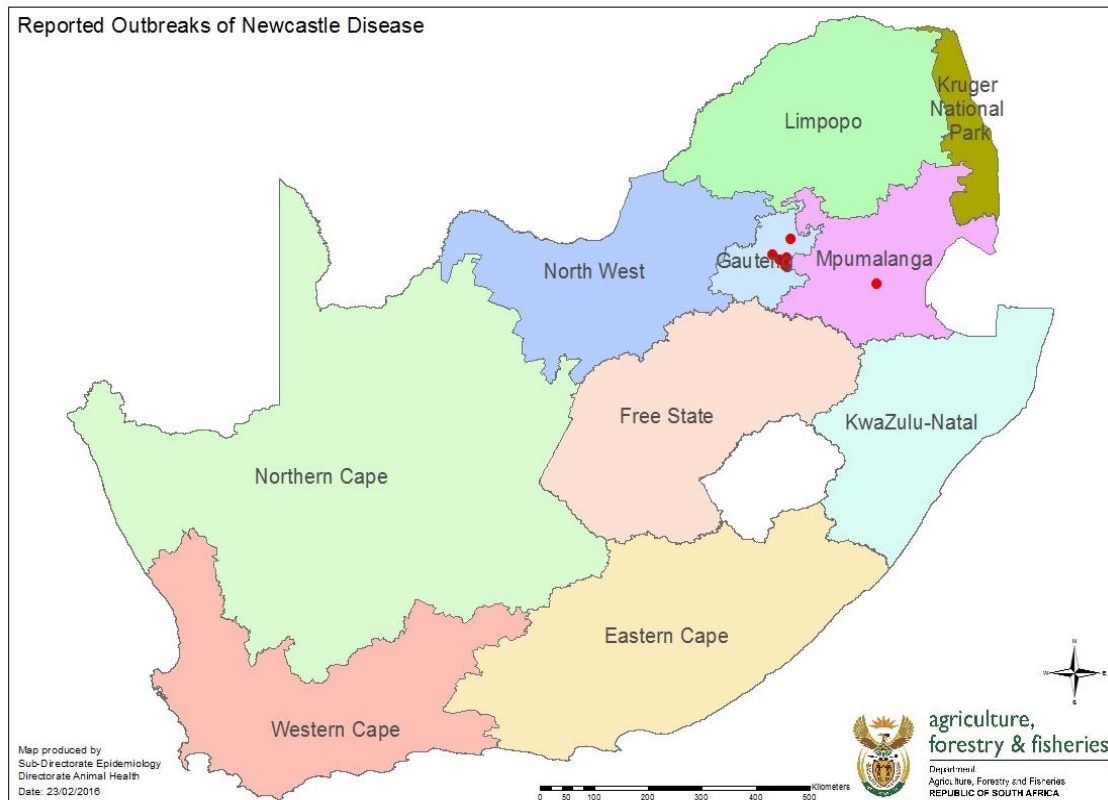 Reported Outbreaks of Newcastle Disease
Kruger
National
Park
Limpopo
North West
Gauteng
Mpumalanga
Free State
KwaZulu-Natal
Northern Cape
Eastern Cape
Western Cape
N
W
E
S
Map produced by
Sub-Directorate Epidemiology
Directorate Animal Health
Date: 23/02/2016
Kilometers
0 50 100 200 300 400 500
agriculture,
forestry & fisheries
Department:
Agriculture, Forestry and Fisheries
REPUBLIC OF SOUTH AFRICA